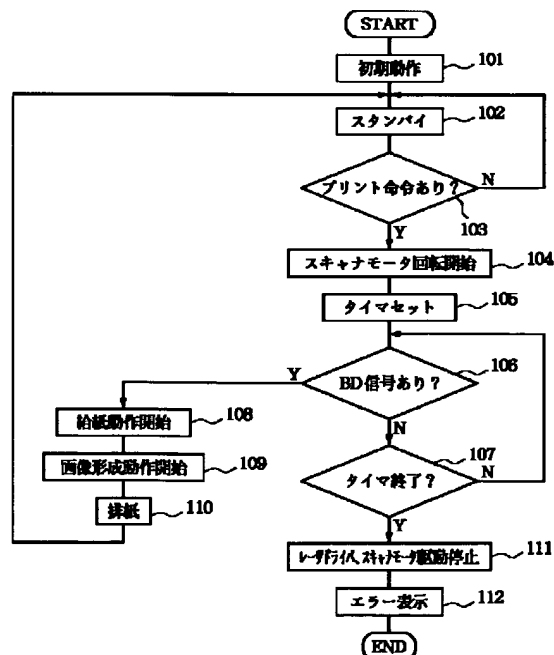 START
初期動作
101
スタンバイ
102
プリント命令あり？
N
103
Y
スキャナモータ回転開始
104
タイマセット
105
BD信号あり？
106
Y
N
給紙動作開始
108
画像形成動作開始
109
排紙
110
タイマ終了？
107
N
Y
レーザドライバ、スキャナモータ駆動停止
111
エラー表示
112
END